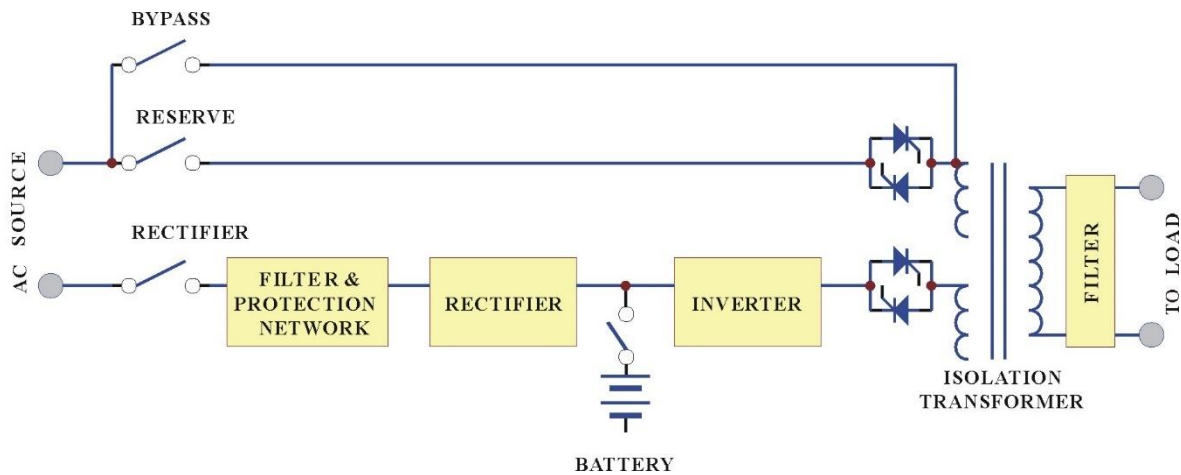 BYPASS
RESERVE
AC SOURCE
RECTIFIER
FILTER &
PROTECTION
NETWORK
RECTIFIER
INVERTER
FILTER
TO LOAD
ISOLATION
TRANSFORMER
BATTERY